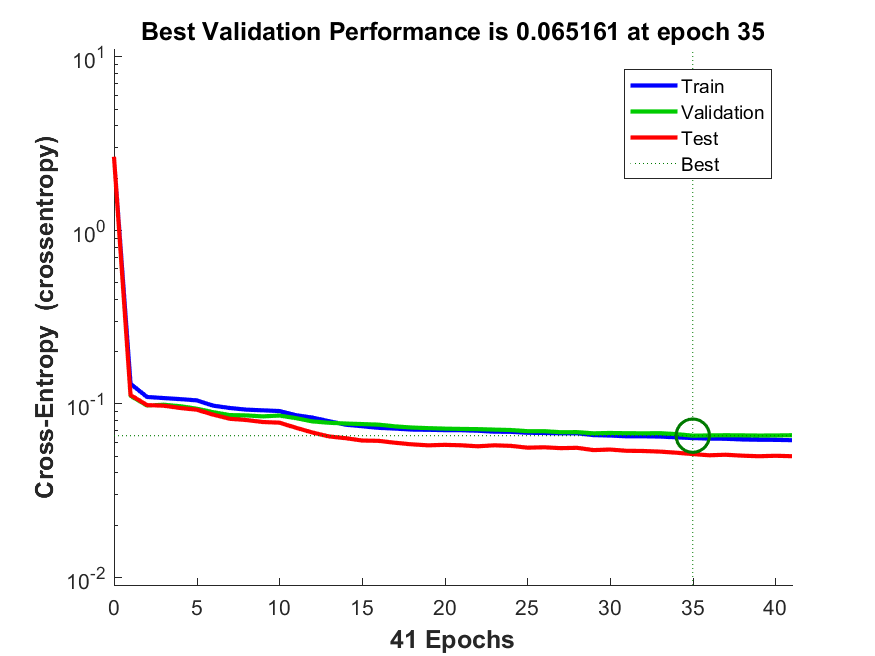 Best Validation Performance is 0.065161 at epoch 35
Train
Validation
Test
Best
10^1
10^0
10^-1
10^-2
Cross-Entropy (crossentropy)
0 5 10 15 20 25 30 35 40
41 Epochs